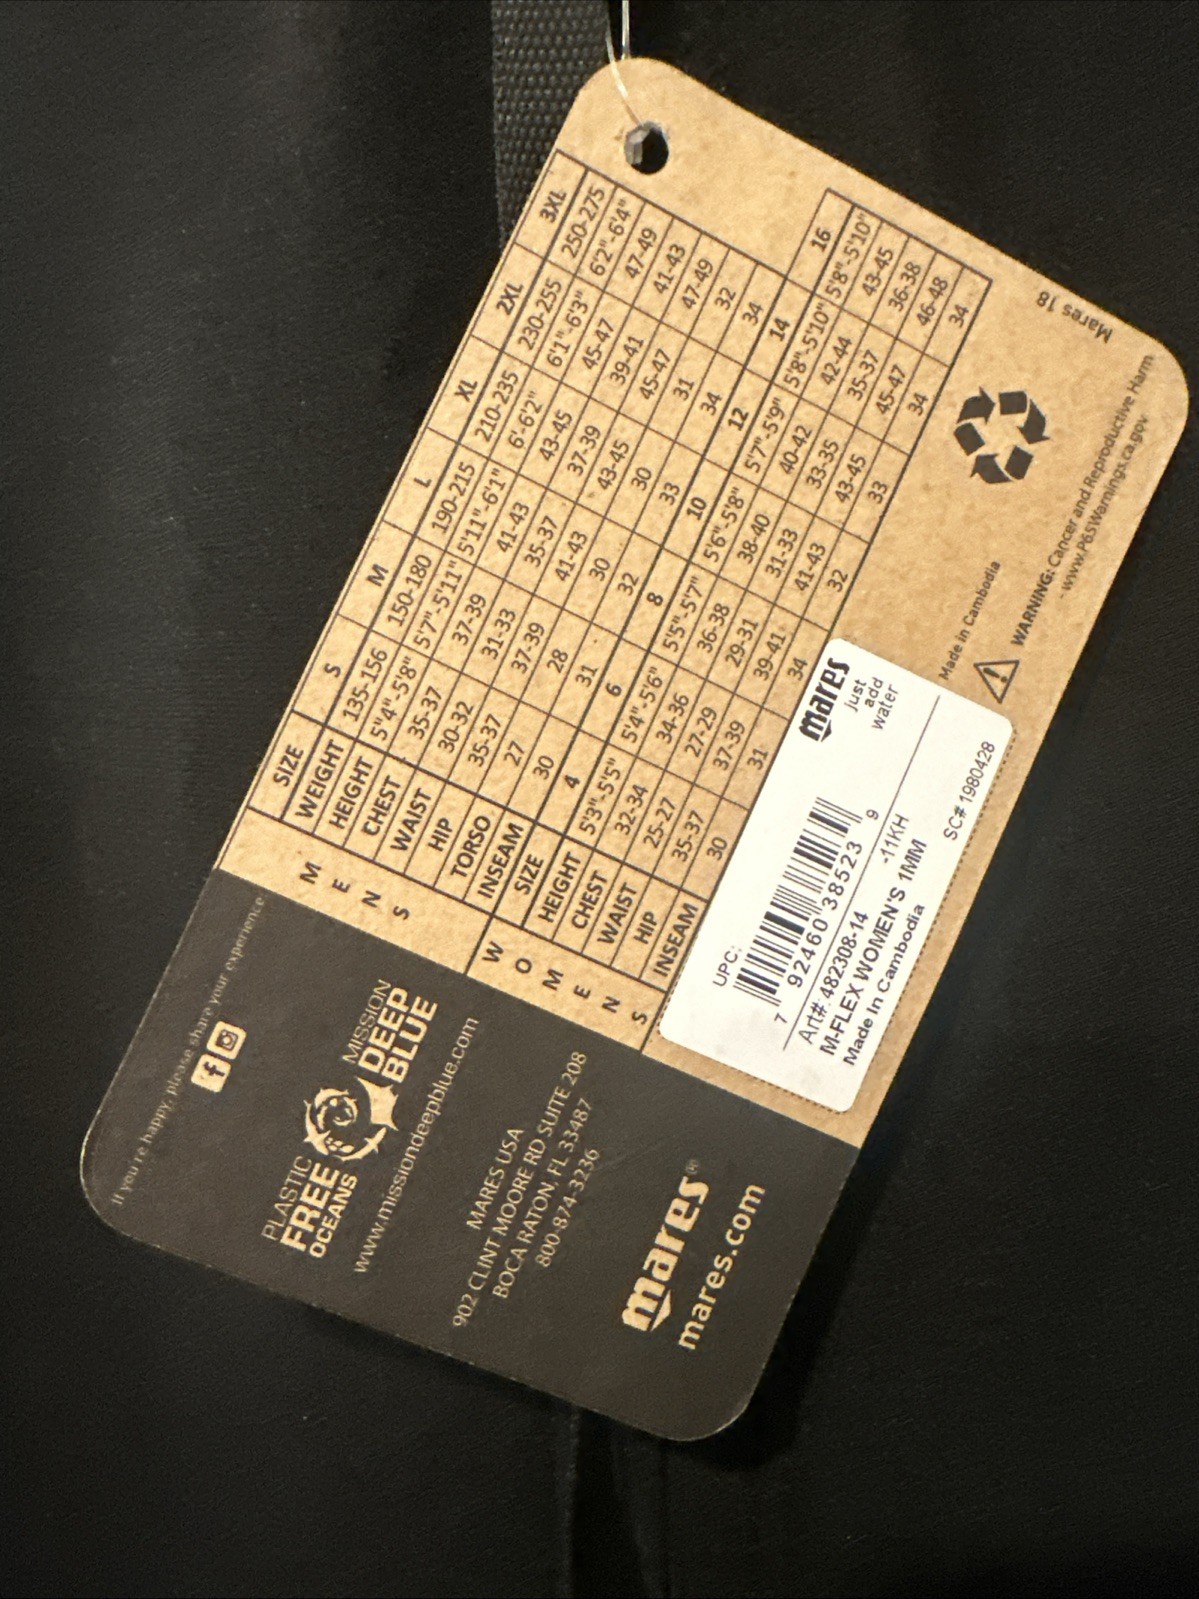 MENS
SIZE S M L XL 2XL 3XL
WEIGHT 135-156 150-180 190-215 210-235 230-255 250-275
HEIGHT 5"4"-5'8" 5'7"-5'11" 5'11"-6'1" 6'-6'2" 6'1"-6'3" 6'2"-6'4"
CHEST 35-37 37-39 41-43 43-45 45-47 47-49
WAIST 30-32 31-33 35-37 37-39 39-41 41-43
HIP 35-37 37-39 41-43 43-45 45-47 47-49
TORSO 27 28 30 30 31 32
INSEAM 30 31 32 33 34 34
WOMENS
SIZE 4 6 8 10 12 14 16
HEIGHT 5'3"-5'5" 5'4"-5'6" 5'5"-5'7" 5'6"-5'8" 5'7"-5'9" 5'8"-5'10" 5'8"-5'10"
CHEST 32-34 34-36 36-38 38-40 40-42 42-44 43-45
WAIST 25-27 27-29 29-31 31-33 33-35 35-37 36-38
HIP 35-37 37-39 39-41 41-43 43-45 45-47 46-48
INSEAM 30 31 34 32 33 34 34
UPC:
7 92460 38523 9
mares
just
add
water
Art#: 482308-14 -11KH
M-FLEX WOMEN'S 1MM
Made In Cambodia SC# 1980428
Made in Cambodia
WARNING: Cancer and Reproductive Harm
- www.P65Warnings.ca.gov
Mares 18
If you're happy, please share your experience
PLASTIC
FREE
OCEANS
MISSION
DEEP
BLUE
www.missiondeepblue.com
MARES USA
902 CLINT MOORE RD SUITE 208
BOCA RATON, FL 33487
800-874-3236
mares®
mares.com